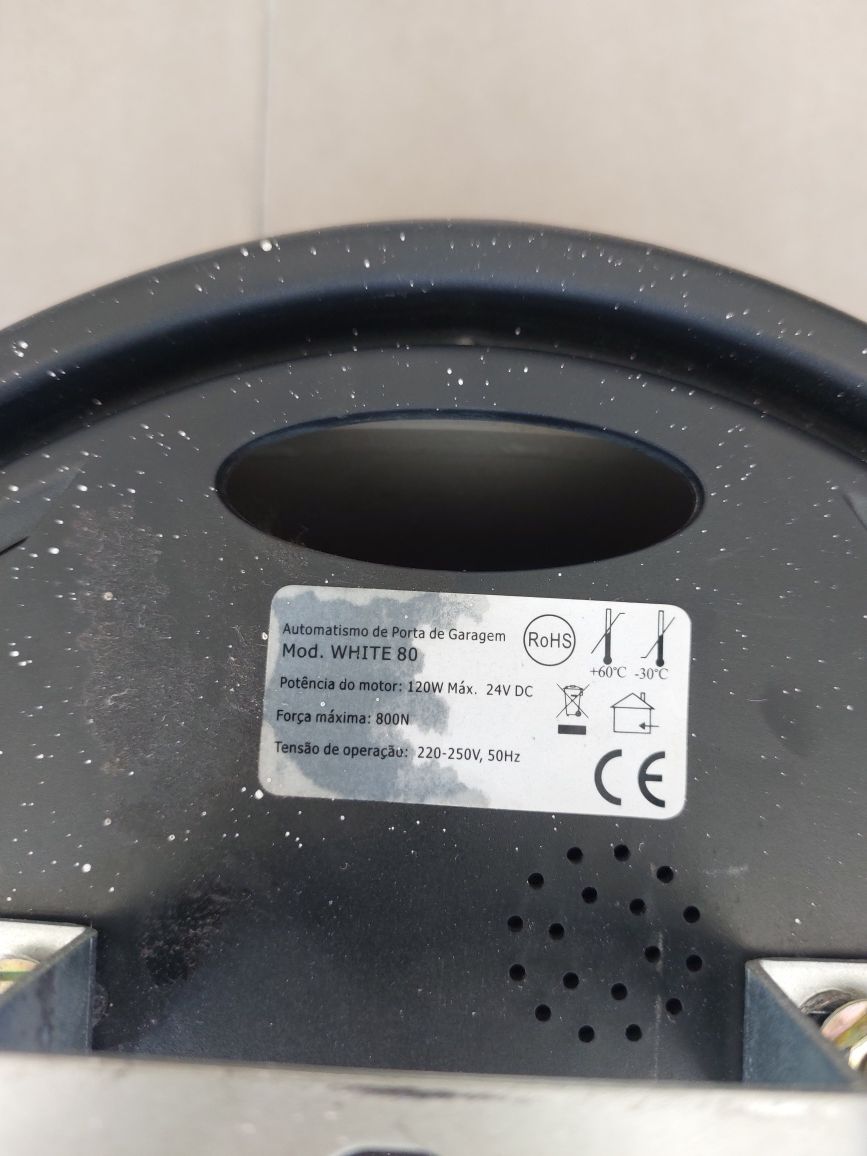 Automatismo de Porta de Garagem
Mod. WHITE 80
Potência do motor: 120W Máx. 24V DC
Força máxima: 800N
Tensão de operação: 220-250V, 50Hz
RoHS
+60°C -30°C
CE